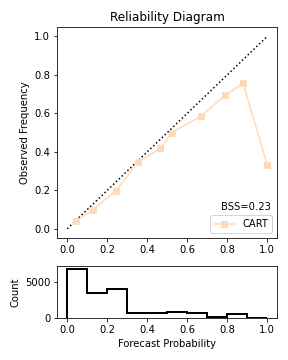 Reliability Diagram
1.0
0.8
0.6
0.4
0.2
0.0
Observed Frequency
BSS=0.23
CART
0.0 0.2 0.4 0.6 0.8 1.0
5000
0
Count
0.0 0.2 0.4 0.6 0.8 1.0
Forecast Probability